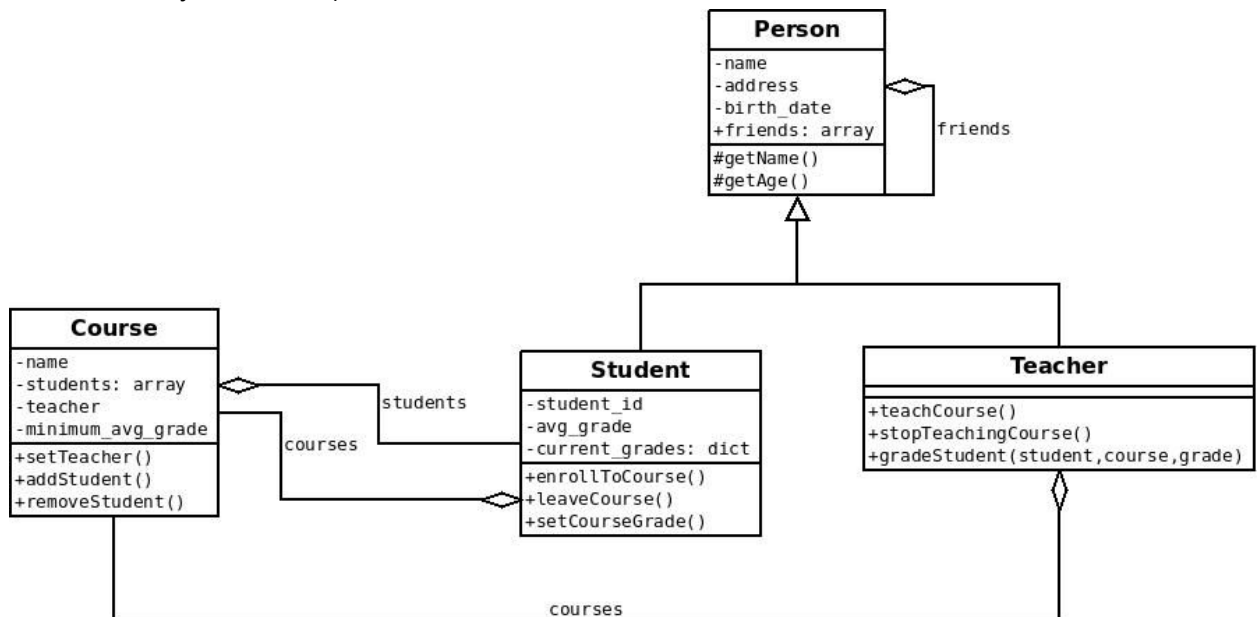 Person
-name
-address
-birth_date
+friends: array
#getName()
#getAge()
friends
Course
-name
-students: array
-teacher
-minimum_avg_grade
+setTeacher()
+addStudent()
+removeStudent()
students
courses
Student
-student_id
-avg_grade
-current_grades: dict
+enrollToCourse()
+leaveCourse()
+setCourseGrade()
Teacher
+teachCourse()
+stopTeachingCourse()
+gradeStudent(student,course,grade)
courses